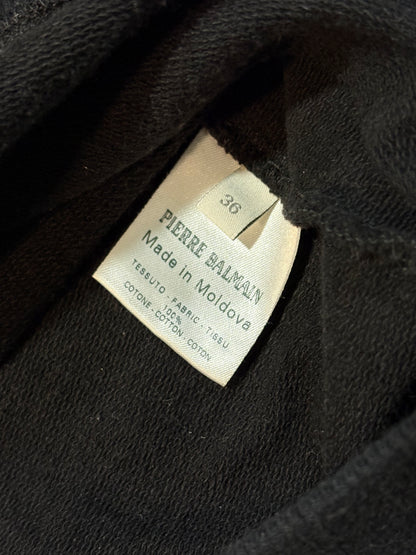 36
PIERRE BALMAIN
Made in Moldova
TESSUTO - FABRIC - TISSU
100%
COTONE - COTTON, COTON